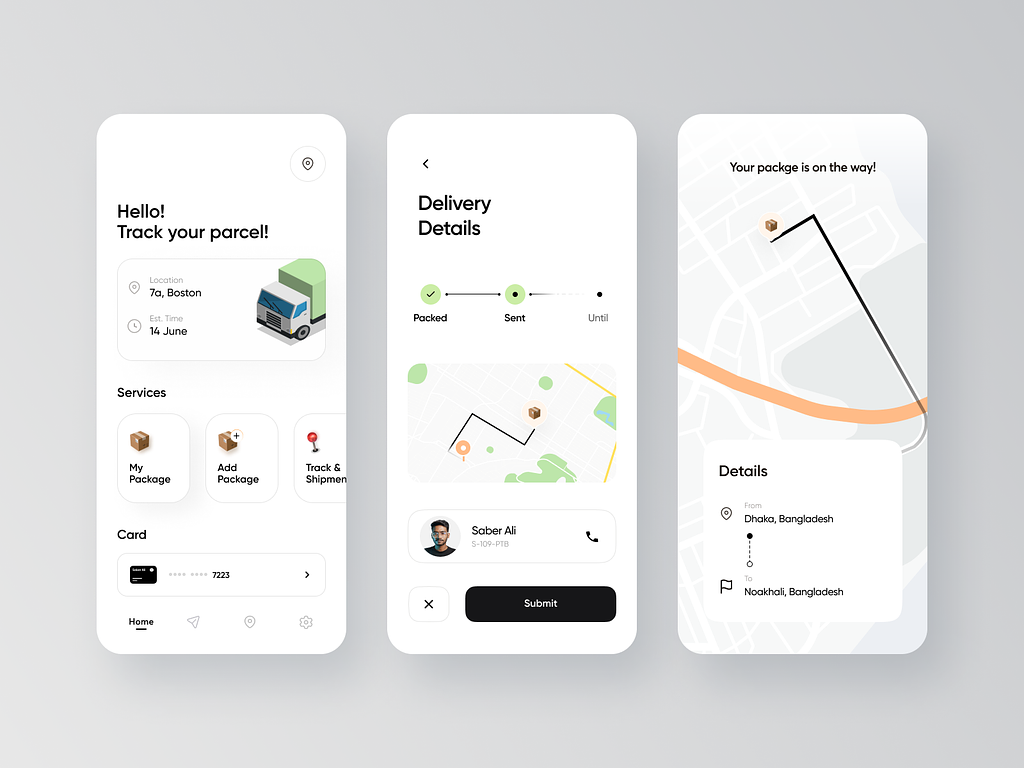 Hello!
Track your parcel!
Location
7a, Boston
Est. Time
14 June
Services
My
Package
Add
Package
Track &
Shipmen
Card
7223
Home
Delivery
Details
Packed
Sent
Until
Saber Ali
S-109-PTB
Submit
Your packge is on the way!
Details
From
Dhaka, Bangladesh
To
Noakhali, Bangladesh